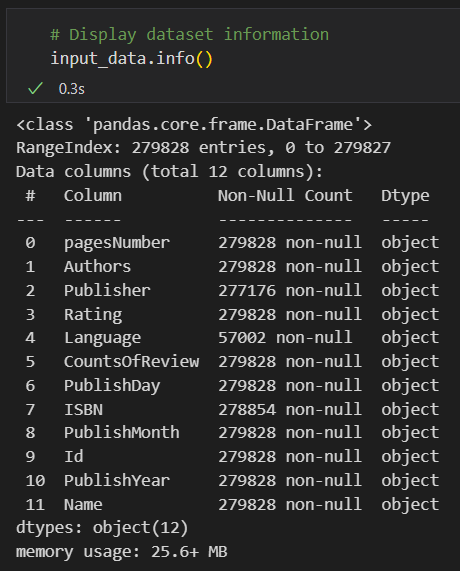 # Display dataset information
input_data.info()
✓ 0.3s
<class 'pandas.core.frame.DataFrame'>
RangeIndex: 279828 entries, 0 to 279827
Data columns (total 12 columns):
 #   Column          Non-Null Count   Dtype
---  ------          --------------   -----
 0   pagesNumber     279828 non-null  object
 1   Authors         279828 non-null  object
 2   Publisher       277176 non-null  object
 3   Rating          279828 non-null  object
 4   Language        57002 non-null   object
 5   CountsOfReview  279828 non-null  object
 6   PublishDay      279828 non-null  object
 7   ISBN            278854 non-null  object
 8   PublishMonth    279828 non-null  object
 9   Id              279828 non-null  object
 10  PublishYear     279828 non-null  object
 11  Name            279828 non-null  object
dtypes: object(12)
memory usage: 25.6+ MB